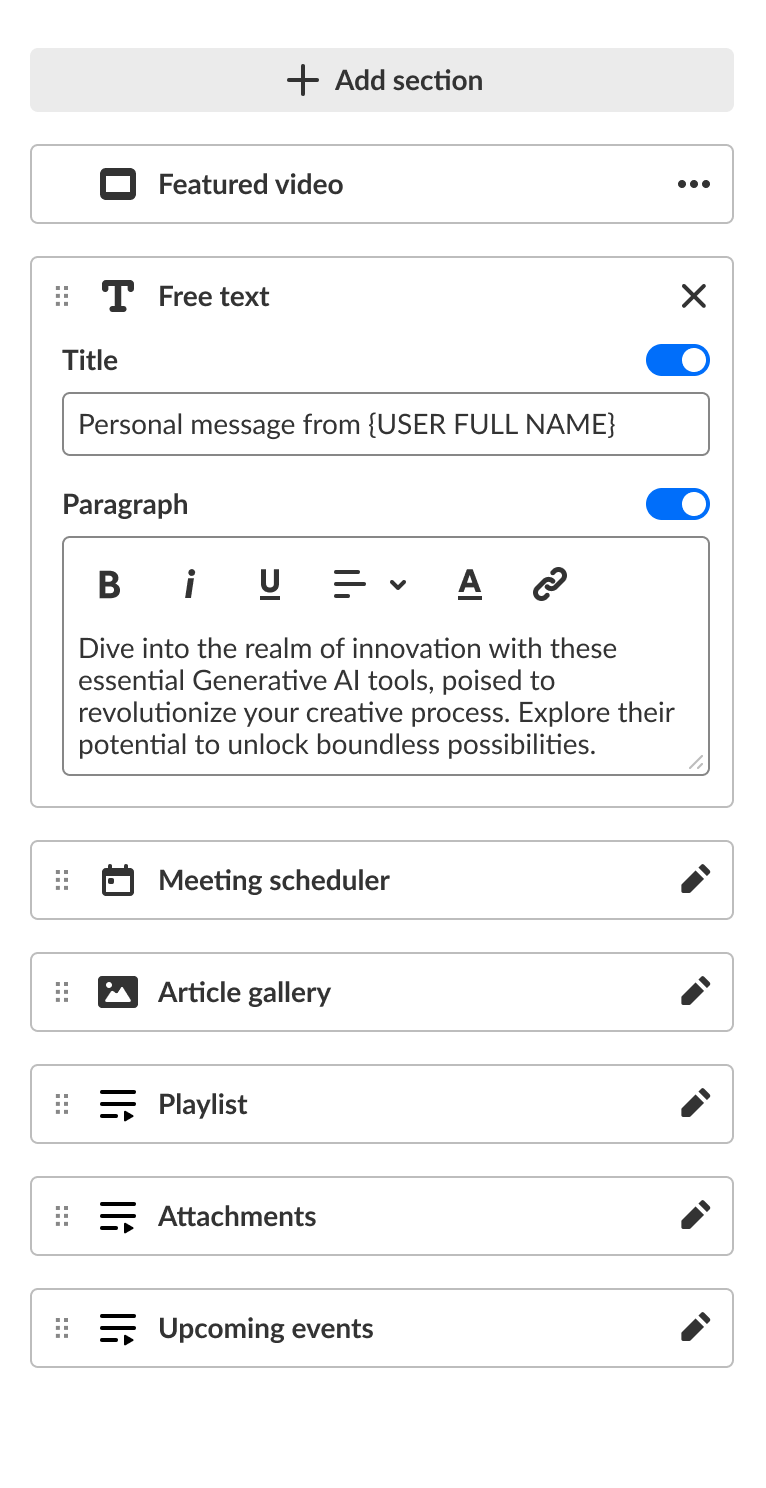 Add section
Featured video
Free text
Title
Personal message from {USER FULL NAME}
Paragraph
B i U A
Dive into the realm of innovation with these
essential Generative AI tools, poised to
revolutionize your creative process. Explore their
potential to unlock boundless possibilities.
Meeting scheduler
Article gallery
Playlist
Attachments
Upcoming events